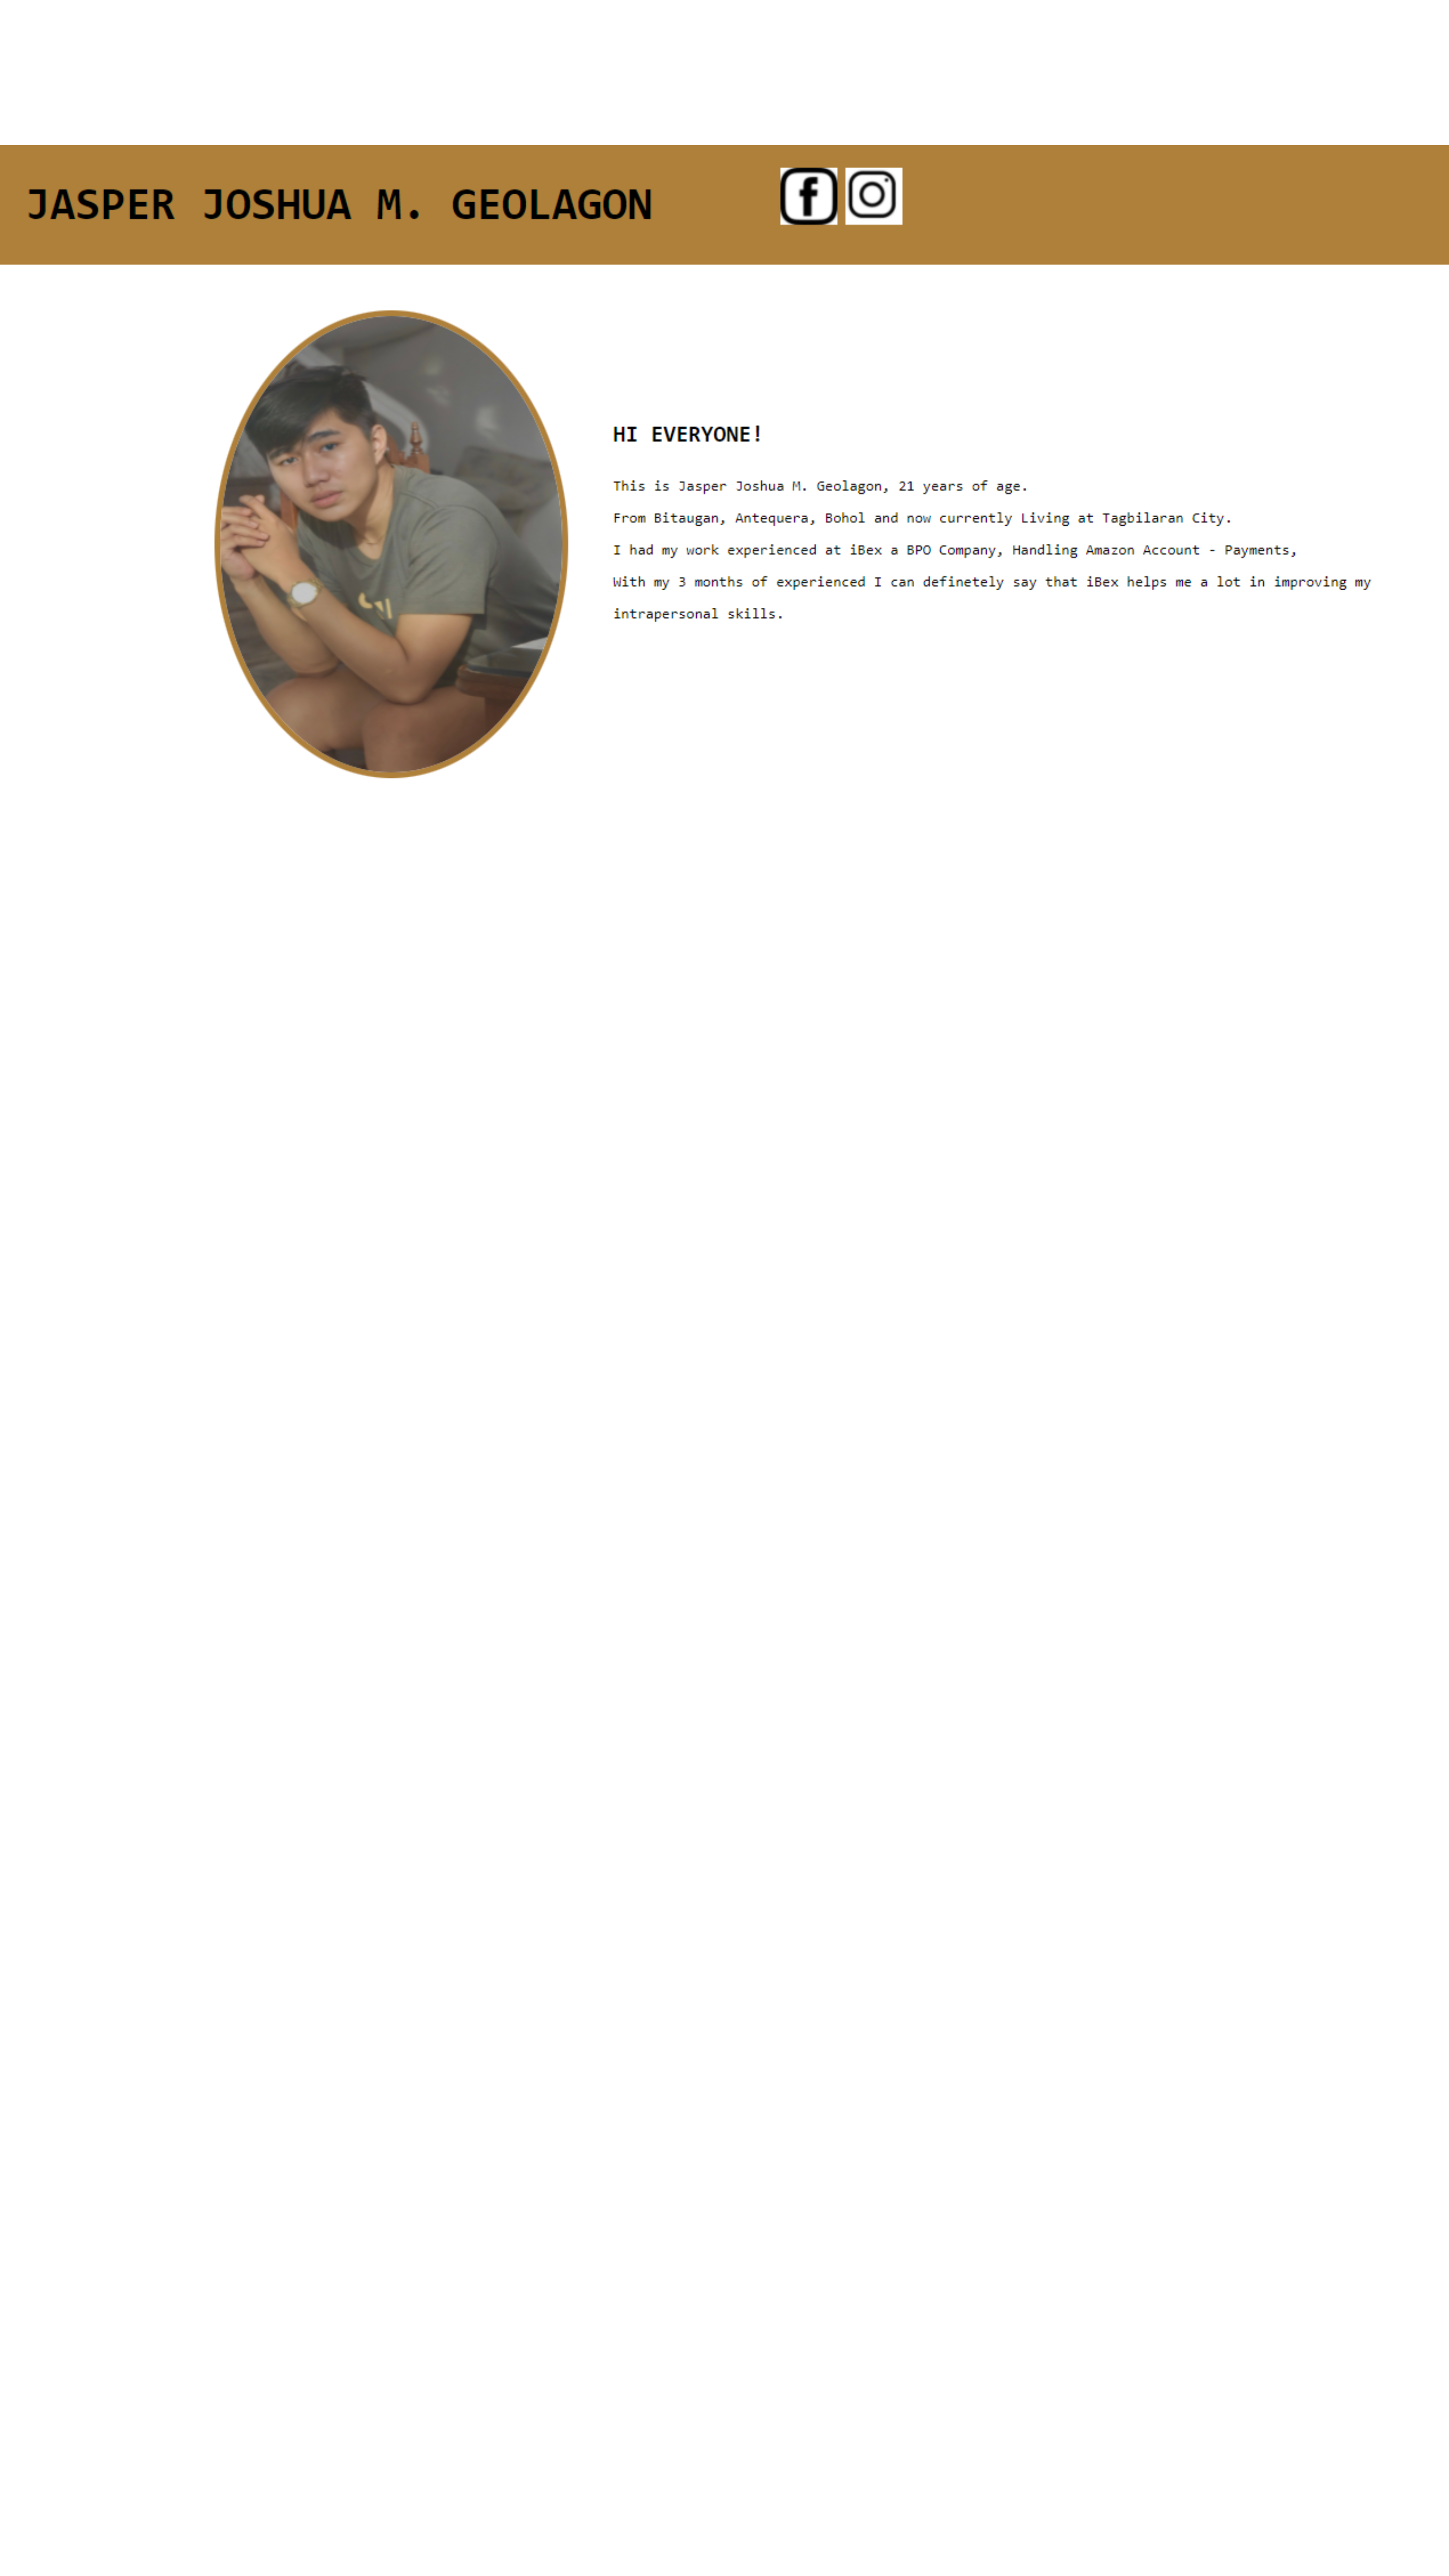 JASPER JOSHUA M. GEOLAGON
HI EVERYONE!
This is Jasper Joshua M. Geolagon, 21 years of age.
From Bitaugan, Antequera, Bohol and now currently Living at Tagbilaran City.
I had my work experienced at iBex a BPO Company, Handling Amazon Account - Payments,
With my 3 months of experienced I can definetely say that iBex helps me a lot in improving my
intrapersonal skills.